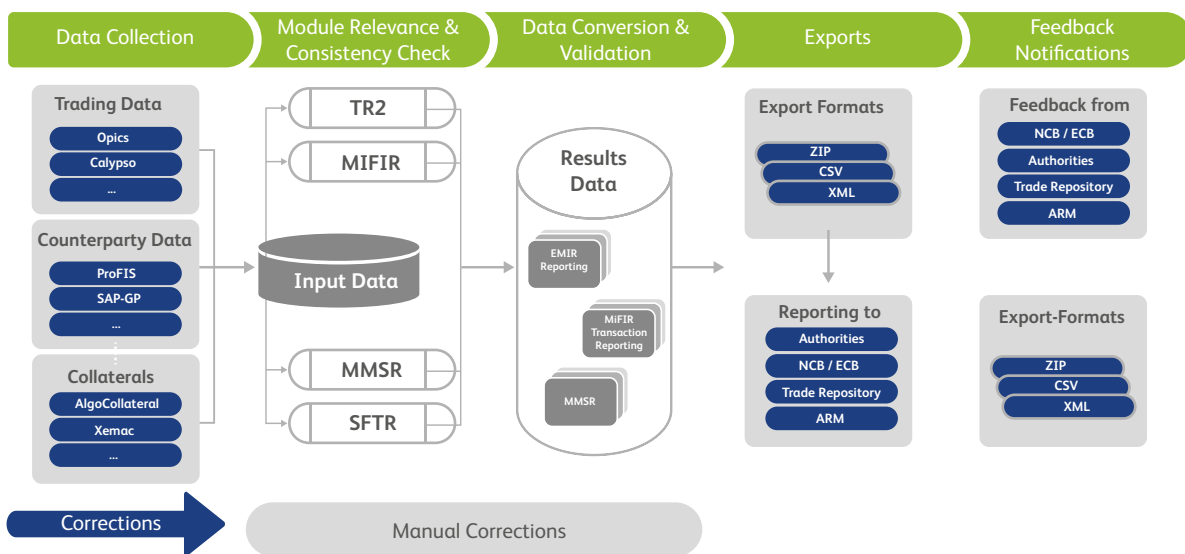 Data Collection
Module Relevance &
Consistency Check
Data Conversion &
Validation
Exports
Feedback
Notifications
Trading Data
Opics
Calypso
...
Counterparty Data
ProFIS
SAP-GP
...
Collaterals
AlgoCollateral
Xemac
...
TR2
MIFIR
Input Data
MMSR
SFTR
Results
Data
EMIR
Reporting
MiFIR
Transaction
Reporting
MMSR
Export Formats
ZIP
CSV
XML
Reporting to
Authorities
NCB / ECB
Trade Repository
ARM
Feedback from
NCB / ECB
Authorities
Trade Repository
ARM
Export-Formats
ZIP
CSV
XML
Corrections
Manual Corrections